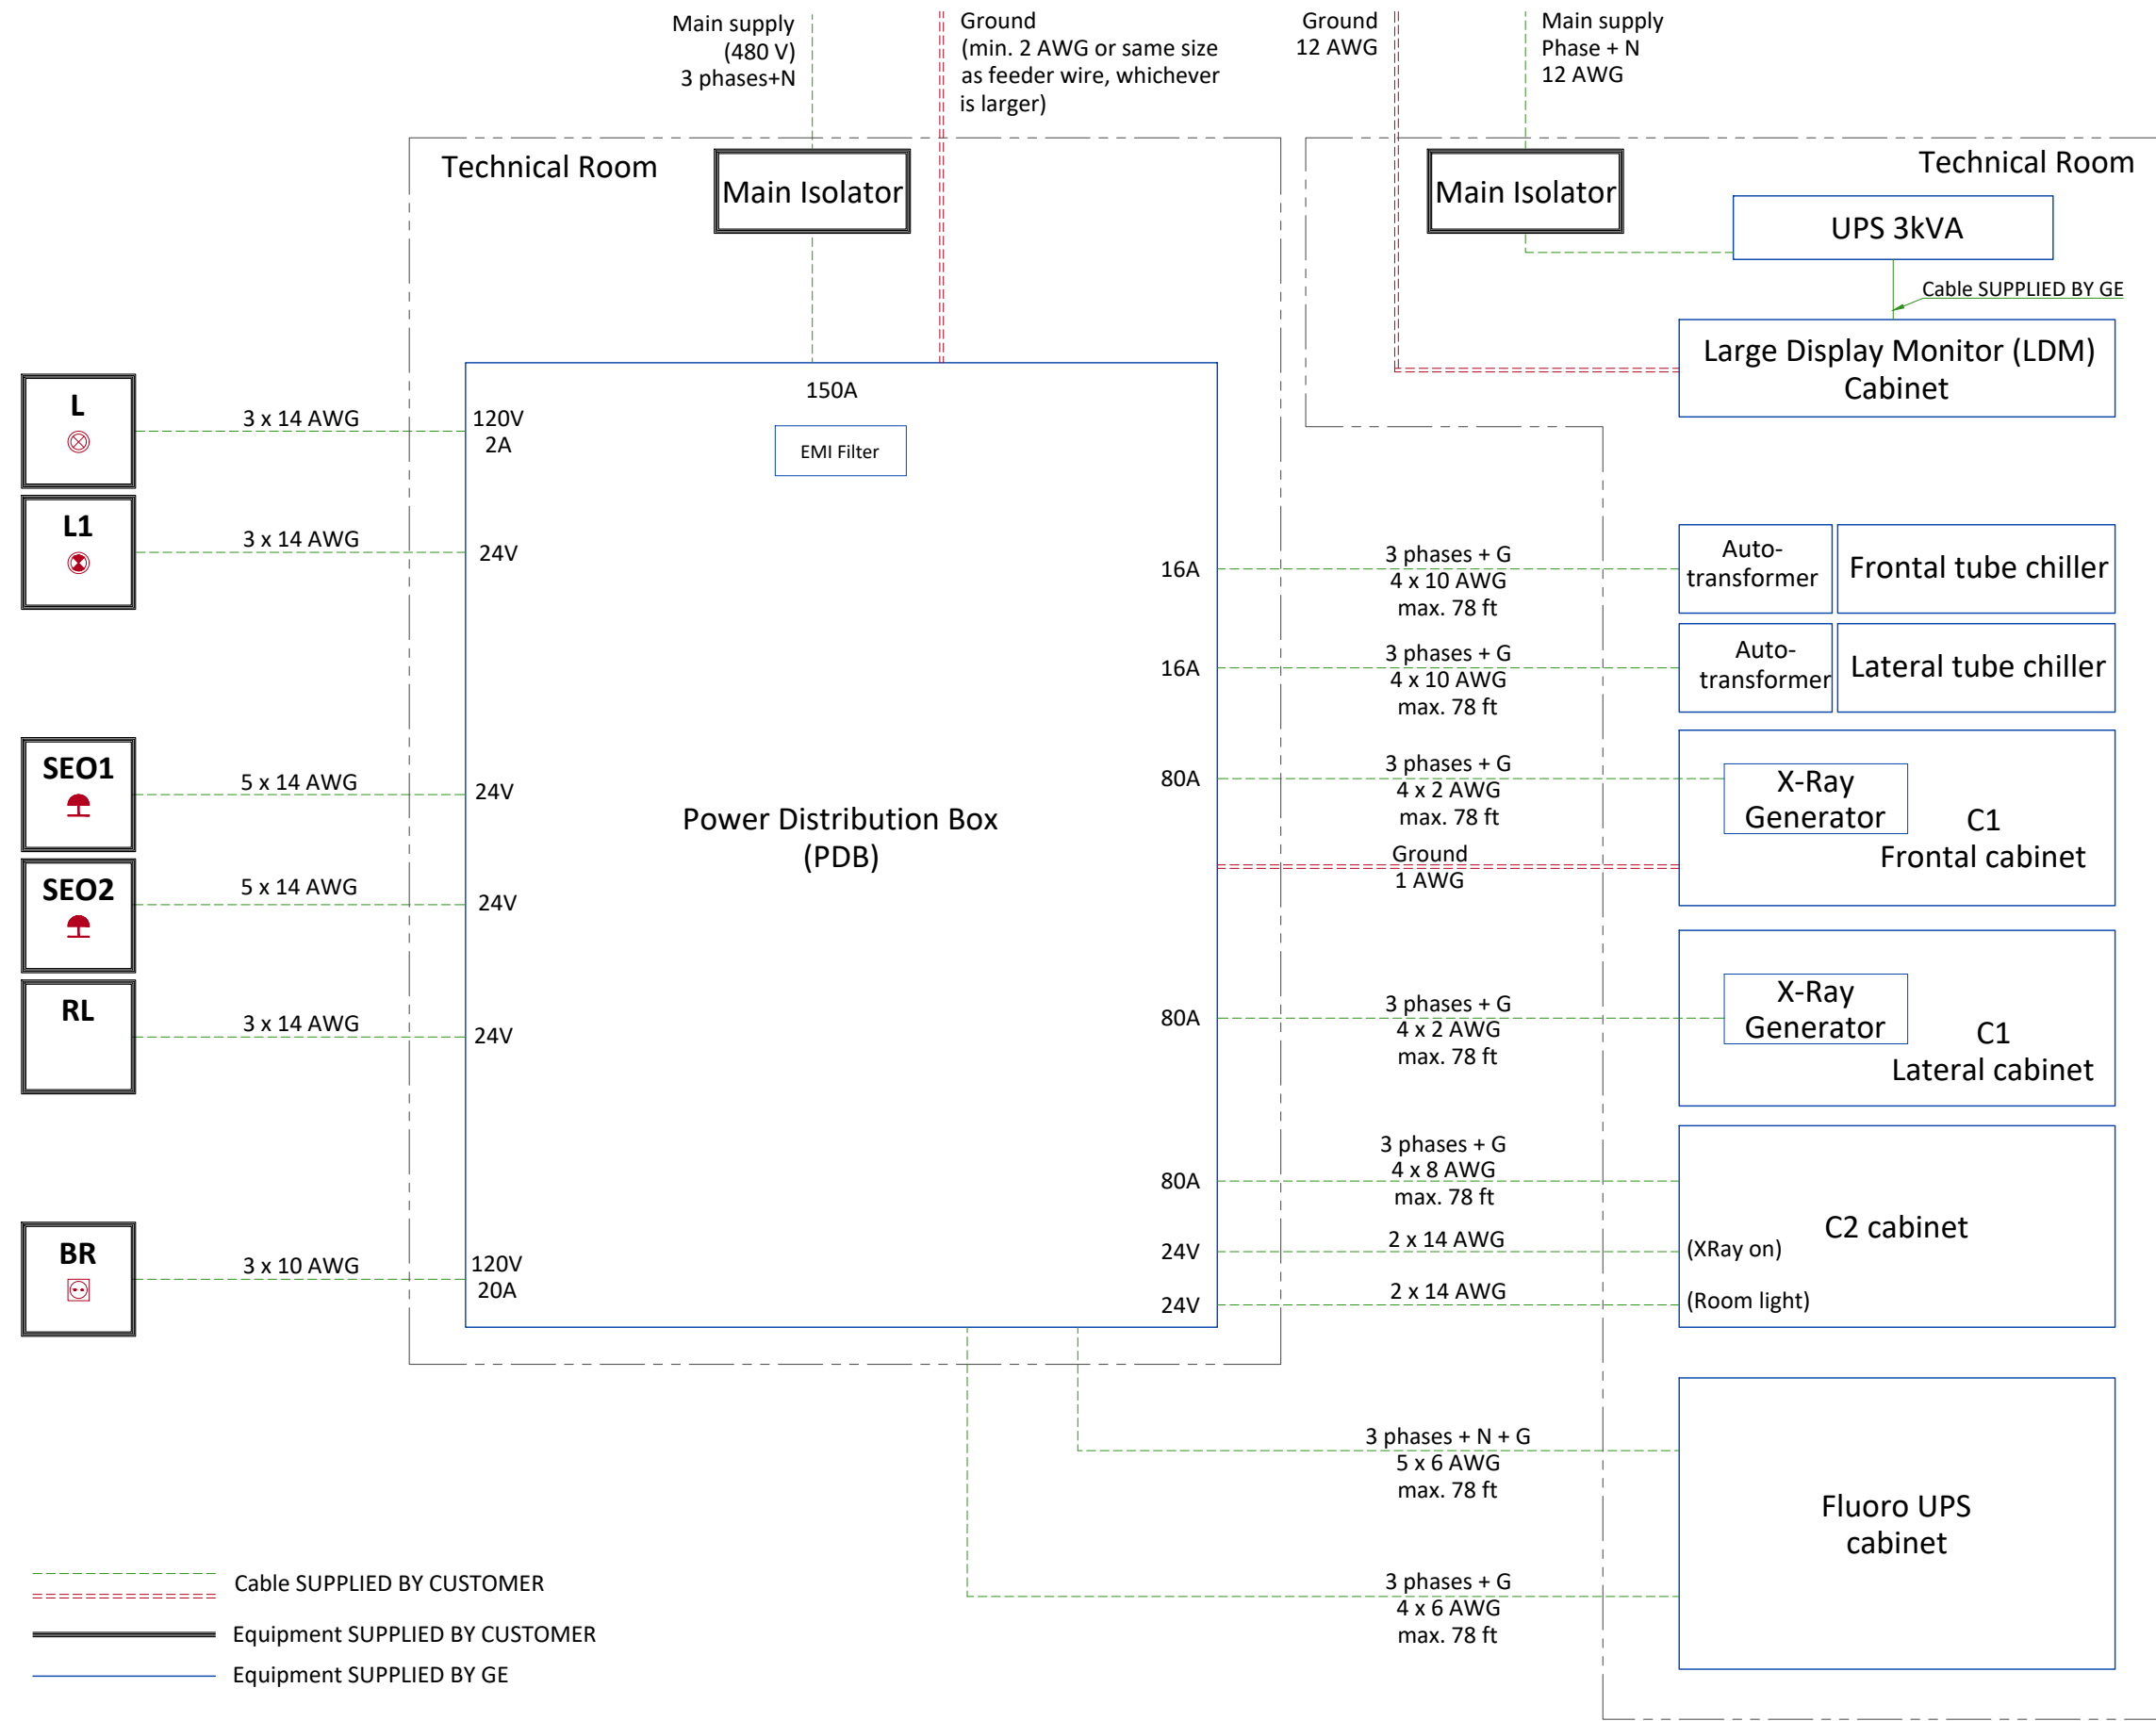 Main supply
(480 V)
3 phases+N
Ground
(min. 2 AWG or same size
as feeder wire, whichever
is larger)
Ground
12 AWG
Main supply
Phase + N
12 AWG
Technical Room
Main Isolator
Main Isolator
Technical Room
UPS 3kVA
Cable SUPPLIED BY GE
Large Display Monitor (LDM)
Cabinet
150A
EMI Filter
Power Distribution Box
(PDB)
L
3 x 14 AWG
120V
2A
L1
3 x 14 AWG
24V
SEO1
5 x 14 AWG
24V
SEO2
5 x 14 AWG
24V
RL
3 x 14 AWG
24V
BR
3 x 10 AWG
120V
20A
16A
3 phases + G
4 x 10 AWG
max. 78 ft
Auto-
transformer
Frontal tube chiller
16A
3 phases + G
4 x 10 AWG
max. 78 ft
Auto-
transformer
Lateral tube chiller
80A
3 phases + G
4 x 2 AWG
max. 78 ft
X-Ray
Generator
C1
Frontal cabinet
Ground
1 AWG
80A
3 phases + G
4 x 2 AWG
max. 78 ft
X-Ray
Generator
C1
Lateral cabinet
80A
3 phases + G
4 x 8 AWG
max. 78 ft
C2 cabinet
24V
2 x 14 AWG
(XRay on)
24V
2 x 14 AWG
(Room light)
3 phases + N + G
5 x 6 AWG
max. 78 ft
Fluoro UPS
cabinet
3 phases + G
4 x 6 AWG
max. 78 ft
Cable SUPPLIED BY CUSTOMER
Equipment SUPPLIED BY CUSTOMER
Equipment SUPPLIED BY GE